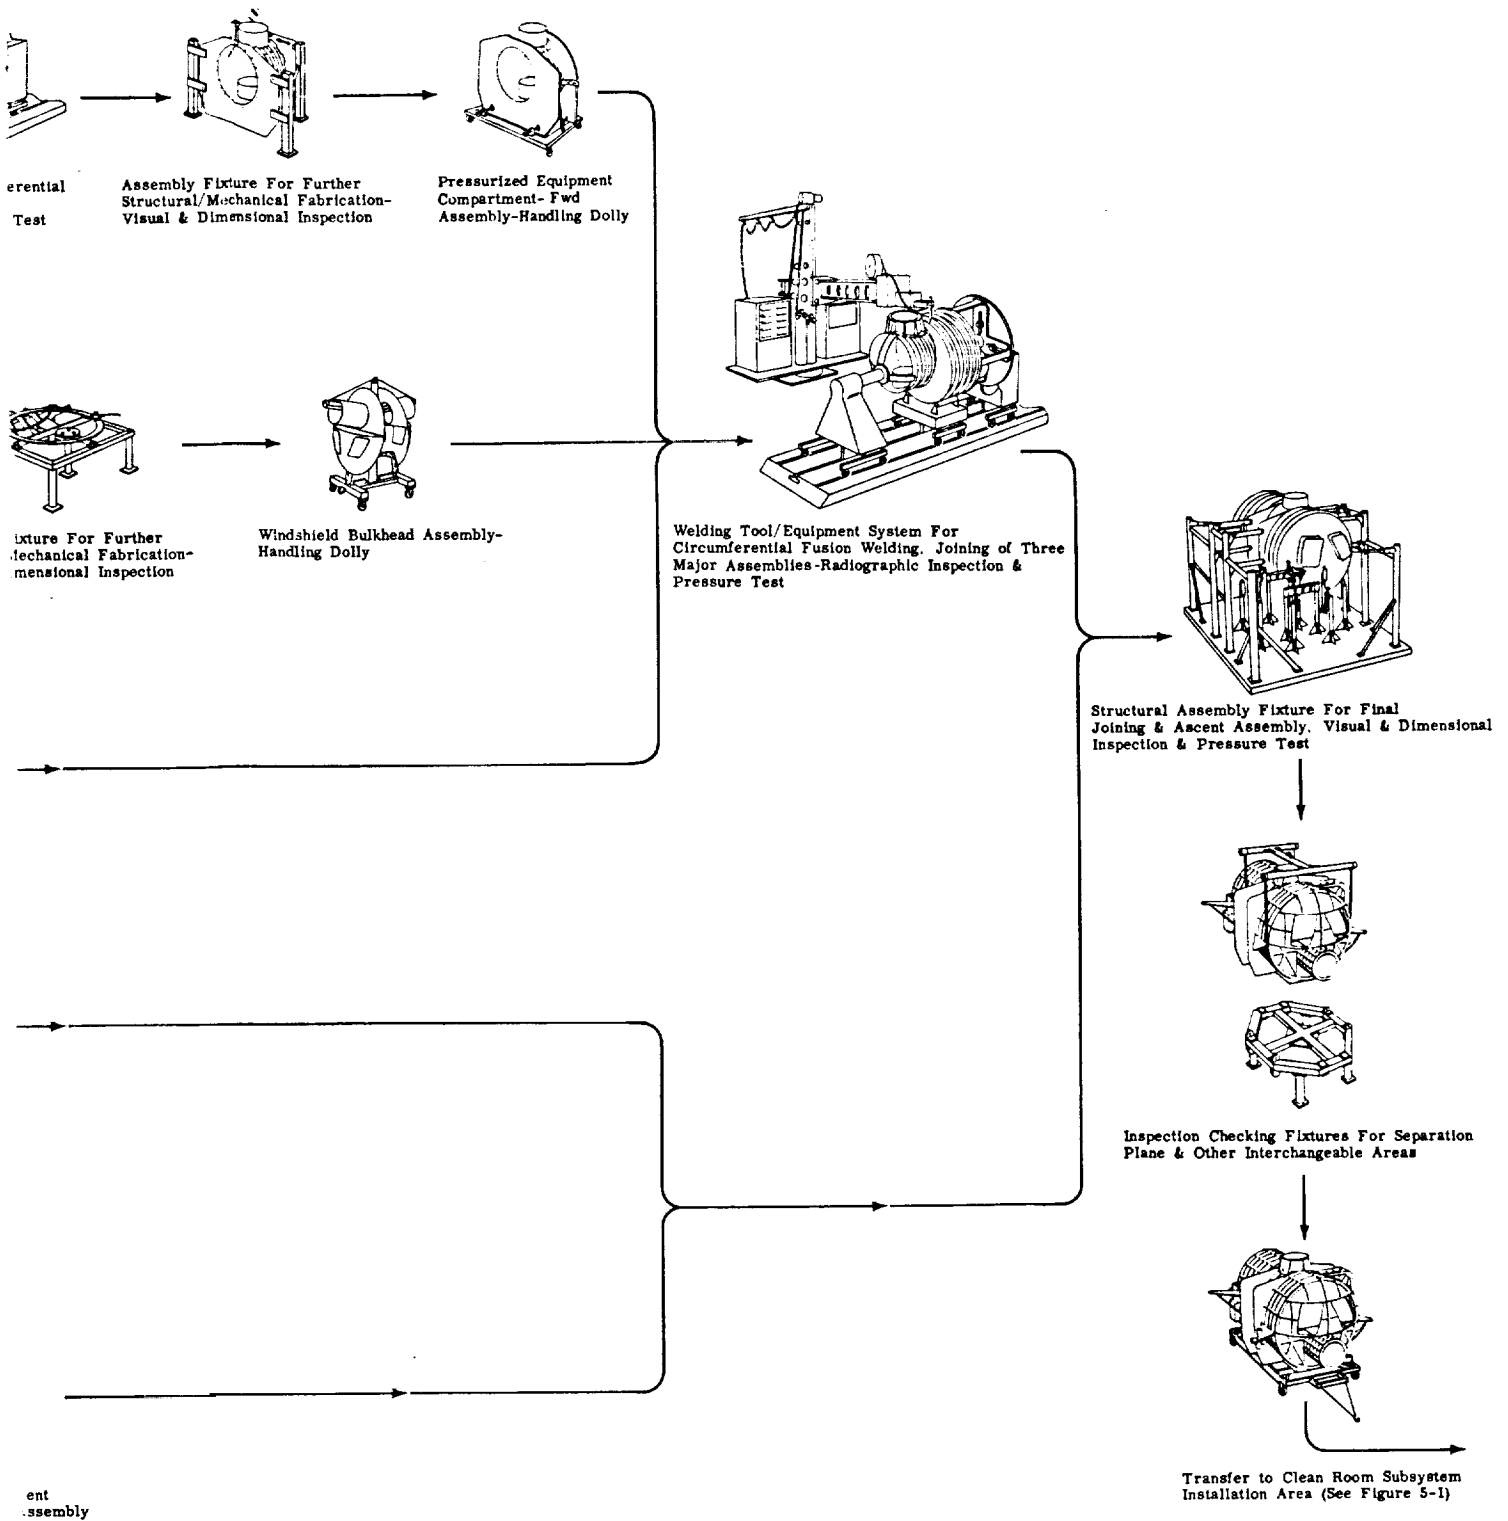 erential
Test
Assembly Fixture For Further
Structural/Mechanical Fabrication-
Visual & Dimensional Inspection
Pressurized Equipment
Compartment- Fwd
Assembly-Handling Dolly
ixture For Further
lechanical Fabrication-
mensional Inspection
Windshield Bulkhead Assembly-
Handling Dolly
Welding Tool/Equipment System For
Circumferential Fusion Welding, Joining of Three
Major Assemblies-Radiographic Inspection &
Pressure Test
Structural Assembly Fixture For Final
Joining & Ascent Assembly, Visual & Dimensional
Inspection & Pressure Test
Inspection Checking Fixtures For Separation
Plane & Other Interchangeable Areas
Transfer to Clean Room Subsystem
Installation Area (See Figure 5-1)
ent
ssembly